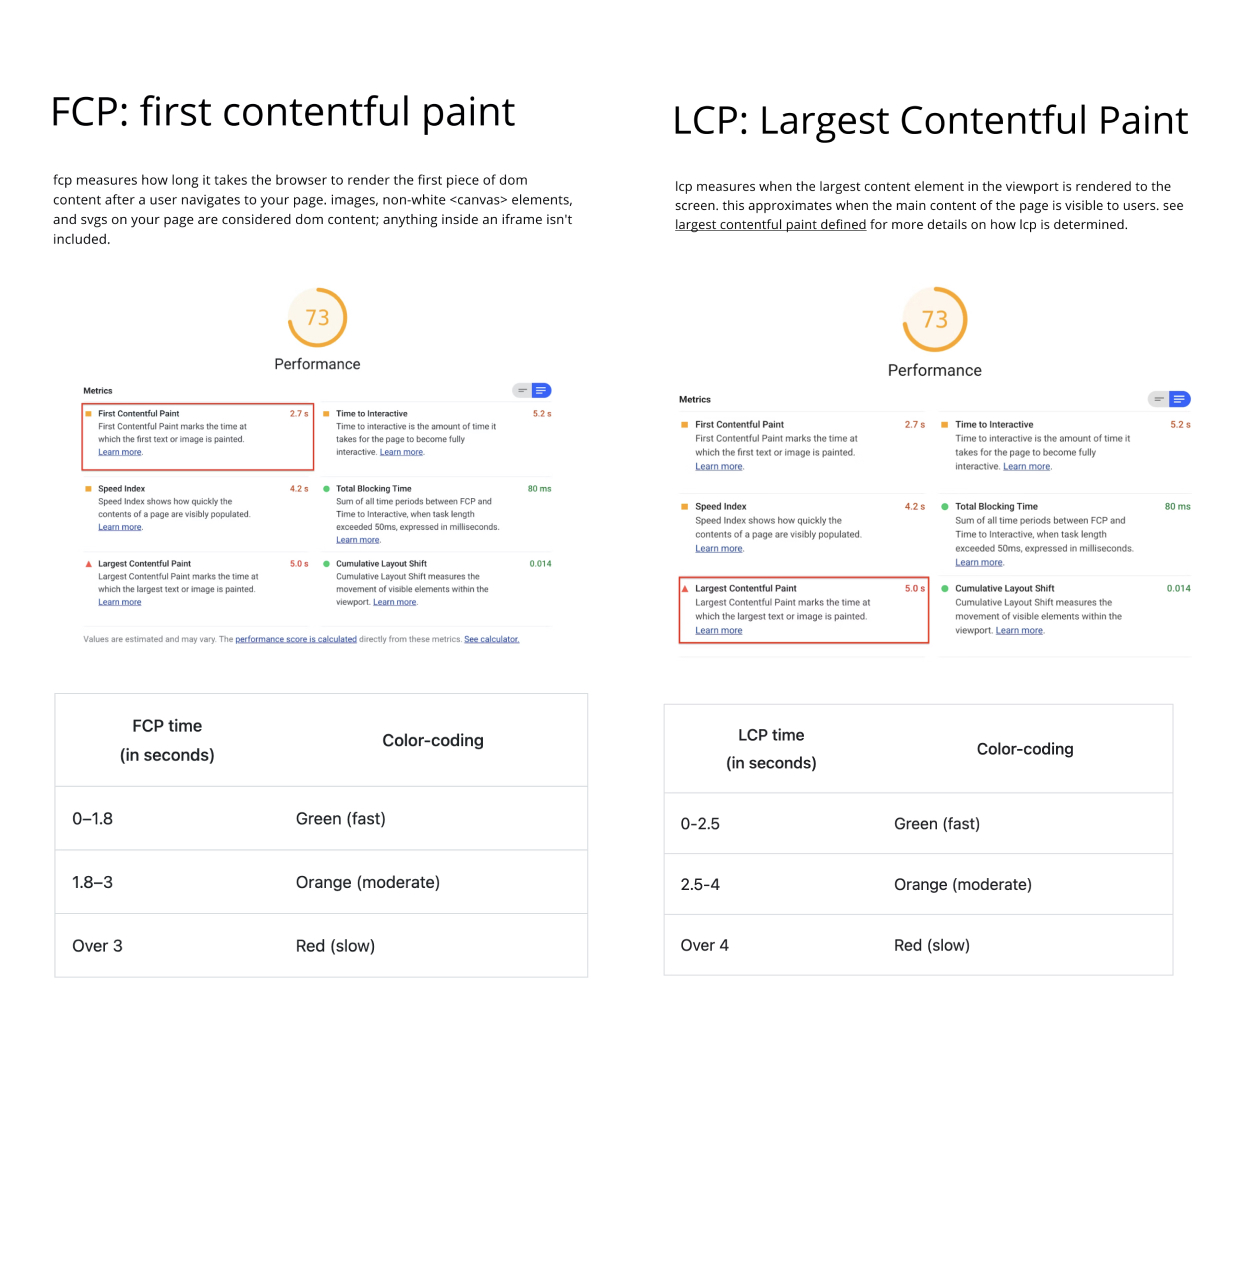 FCP: first contentful paint
fcp measures how long it takes the browser to render the first piece of dom
content after a user navigates to your page. images, non-white <canvas> elements,
and svgs on your page are considered dom content; anything inside an iframe isn't
included.
73
Performance
Metrics
First Contentful Paint 2.7 s
First Contentful Paint marks the time at
which the first text or image is painted.
Learn more.
Time to Interactive 5.2 s
Time to interactive is the amount of time it
takes for the page to become fully
interactive. Learn more.
Speed Index 4.2 s
Speed Index shows how quickly the
contents of a page are visibly populated.
Learn more.
Total Blocking Time 80 ms
Sum of all time periods between FCP and
Time to Interactive, when task length
exceeded 50ms, expressed in milliseconds.
Learn more.
Largest Contentful Paint 5.0 s
Largest Contentful Paint marks the time at
which the largest text or image is painted.
Learn more
Cumulative Layout Shift 0.014
Cumulative Layout Shift measures the
movement of visible elements within the
viewport. Learn more.
Values are estimated and may vary. The performance score is calculated directly from these metrics. See calculator.
FCP time
(in seconds)
Color-coding
0–1.8 Green (fast)
1.8–3 Orange (moderate)
Over 3 Red (slow)
LCP: Largest Contentful Paint
lcp measures when the largest content element in the viewport is rendered to the
screen. this approximates when the main content of the page is visible to users. see
largest contentful paint defined for more details on how lcp is determined.
73
Performance
Metrics
First Contentful Paint 2.7 s
First Contentful Paint marks the time at
which the first text or image is painted.
Learn more.
Time to Interactive 5.2 s
Time to interactive is the amount of time it
takes for the page to become fully
interactive. Learn more.
Speed Index 4.2 s
Speed Index shows how quickly the
contents of a page are visibly populated.
Learn more.
Total Blocking Time 80 ms
Sum of all time periods between FCP and
Time to Interactive, when task length
exceeded 50ms, expressed in milliseconds.
Learn more.
Largest Contentful Paint 5.0 s
Largest Contentful Paint marks the time at
which the largest text or image is painted.
Learn more
Cumulative Layout Shift 0.014
Cumulative Layout Shift measures the
movement of visible elements within the
viewport. Learn more.
LCP time
(in seconds)
Color-coding
0-2.5 Green (fast)
2.5-4 Orange (moderate)
Over 4 Red (slow)